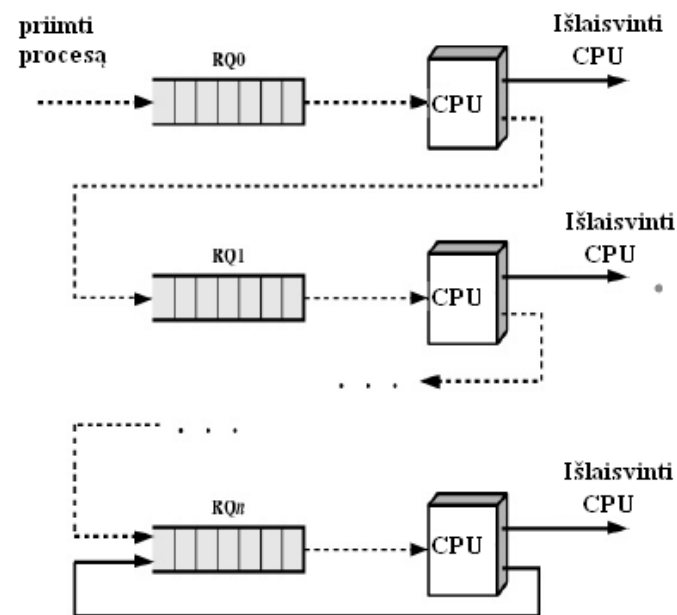 priimti
procesą
RQ0
CPU
Išlaisvinti
CPU
RQ1
CPU
Išlaisvinti
CPU
. . .
. . .
RQn
CPU
Išlaisvinti
CPU